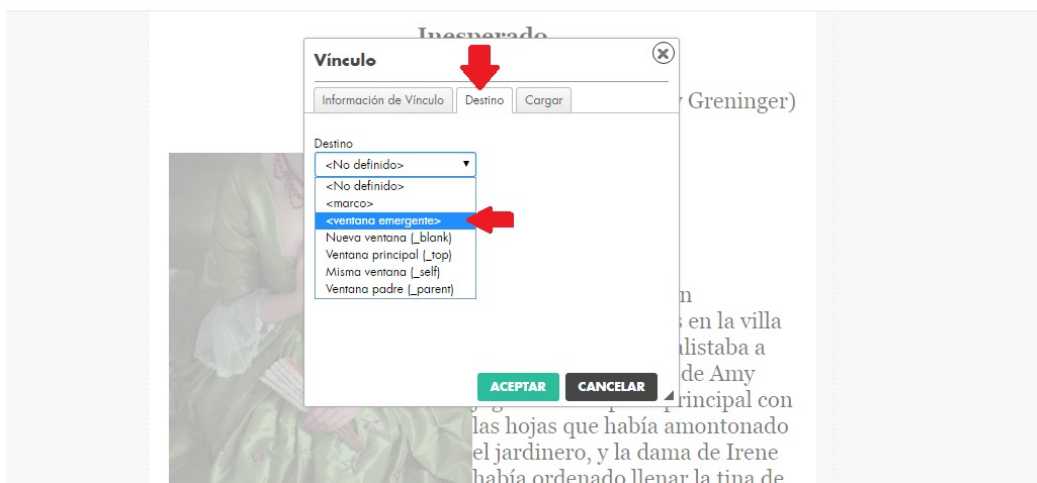 Inesperado
Vínculo
Información de Vínculo Destino Cargar
Greninger)
Destino
<No definido>
<No definido>
<marco>
<ventana emergente>
Nueva ventana (_blank)
Ventana principal (_top)
Misma ventana (_self)
Ventana padre (_parent)
en la villa
alistaba a
de Amy
ACEPTAR CANCELAR
principal con
las hojas que había amontonado
el jardinero, y la dama de Irene
había ordenado llenar la tina de